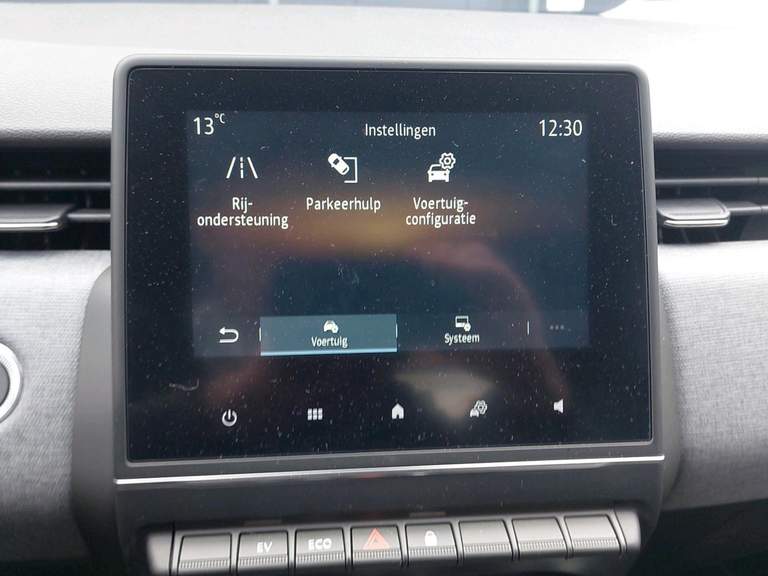 13°C
Instellingen
12:30
Rij-
ondersteuning
Parkeerhulp
Voertuig-
configuratie
Voertuig
Systeem
EV
ECO